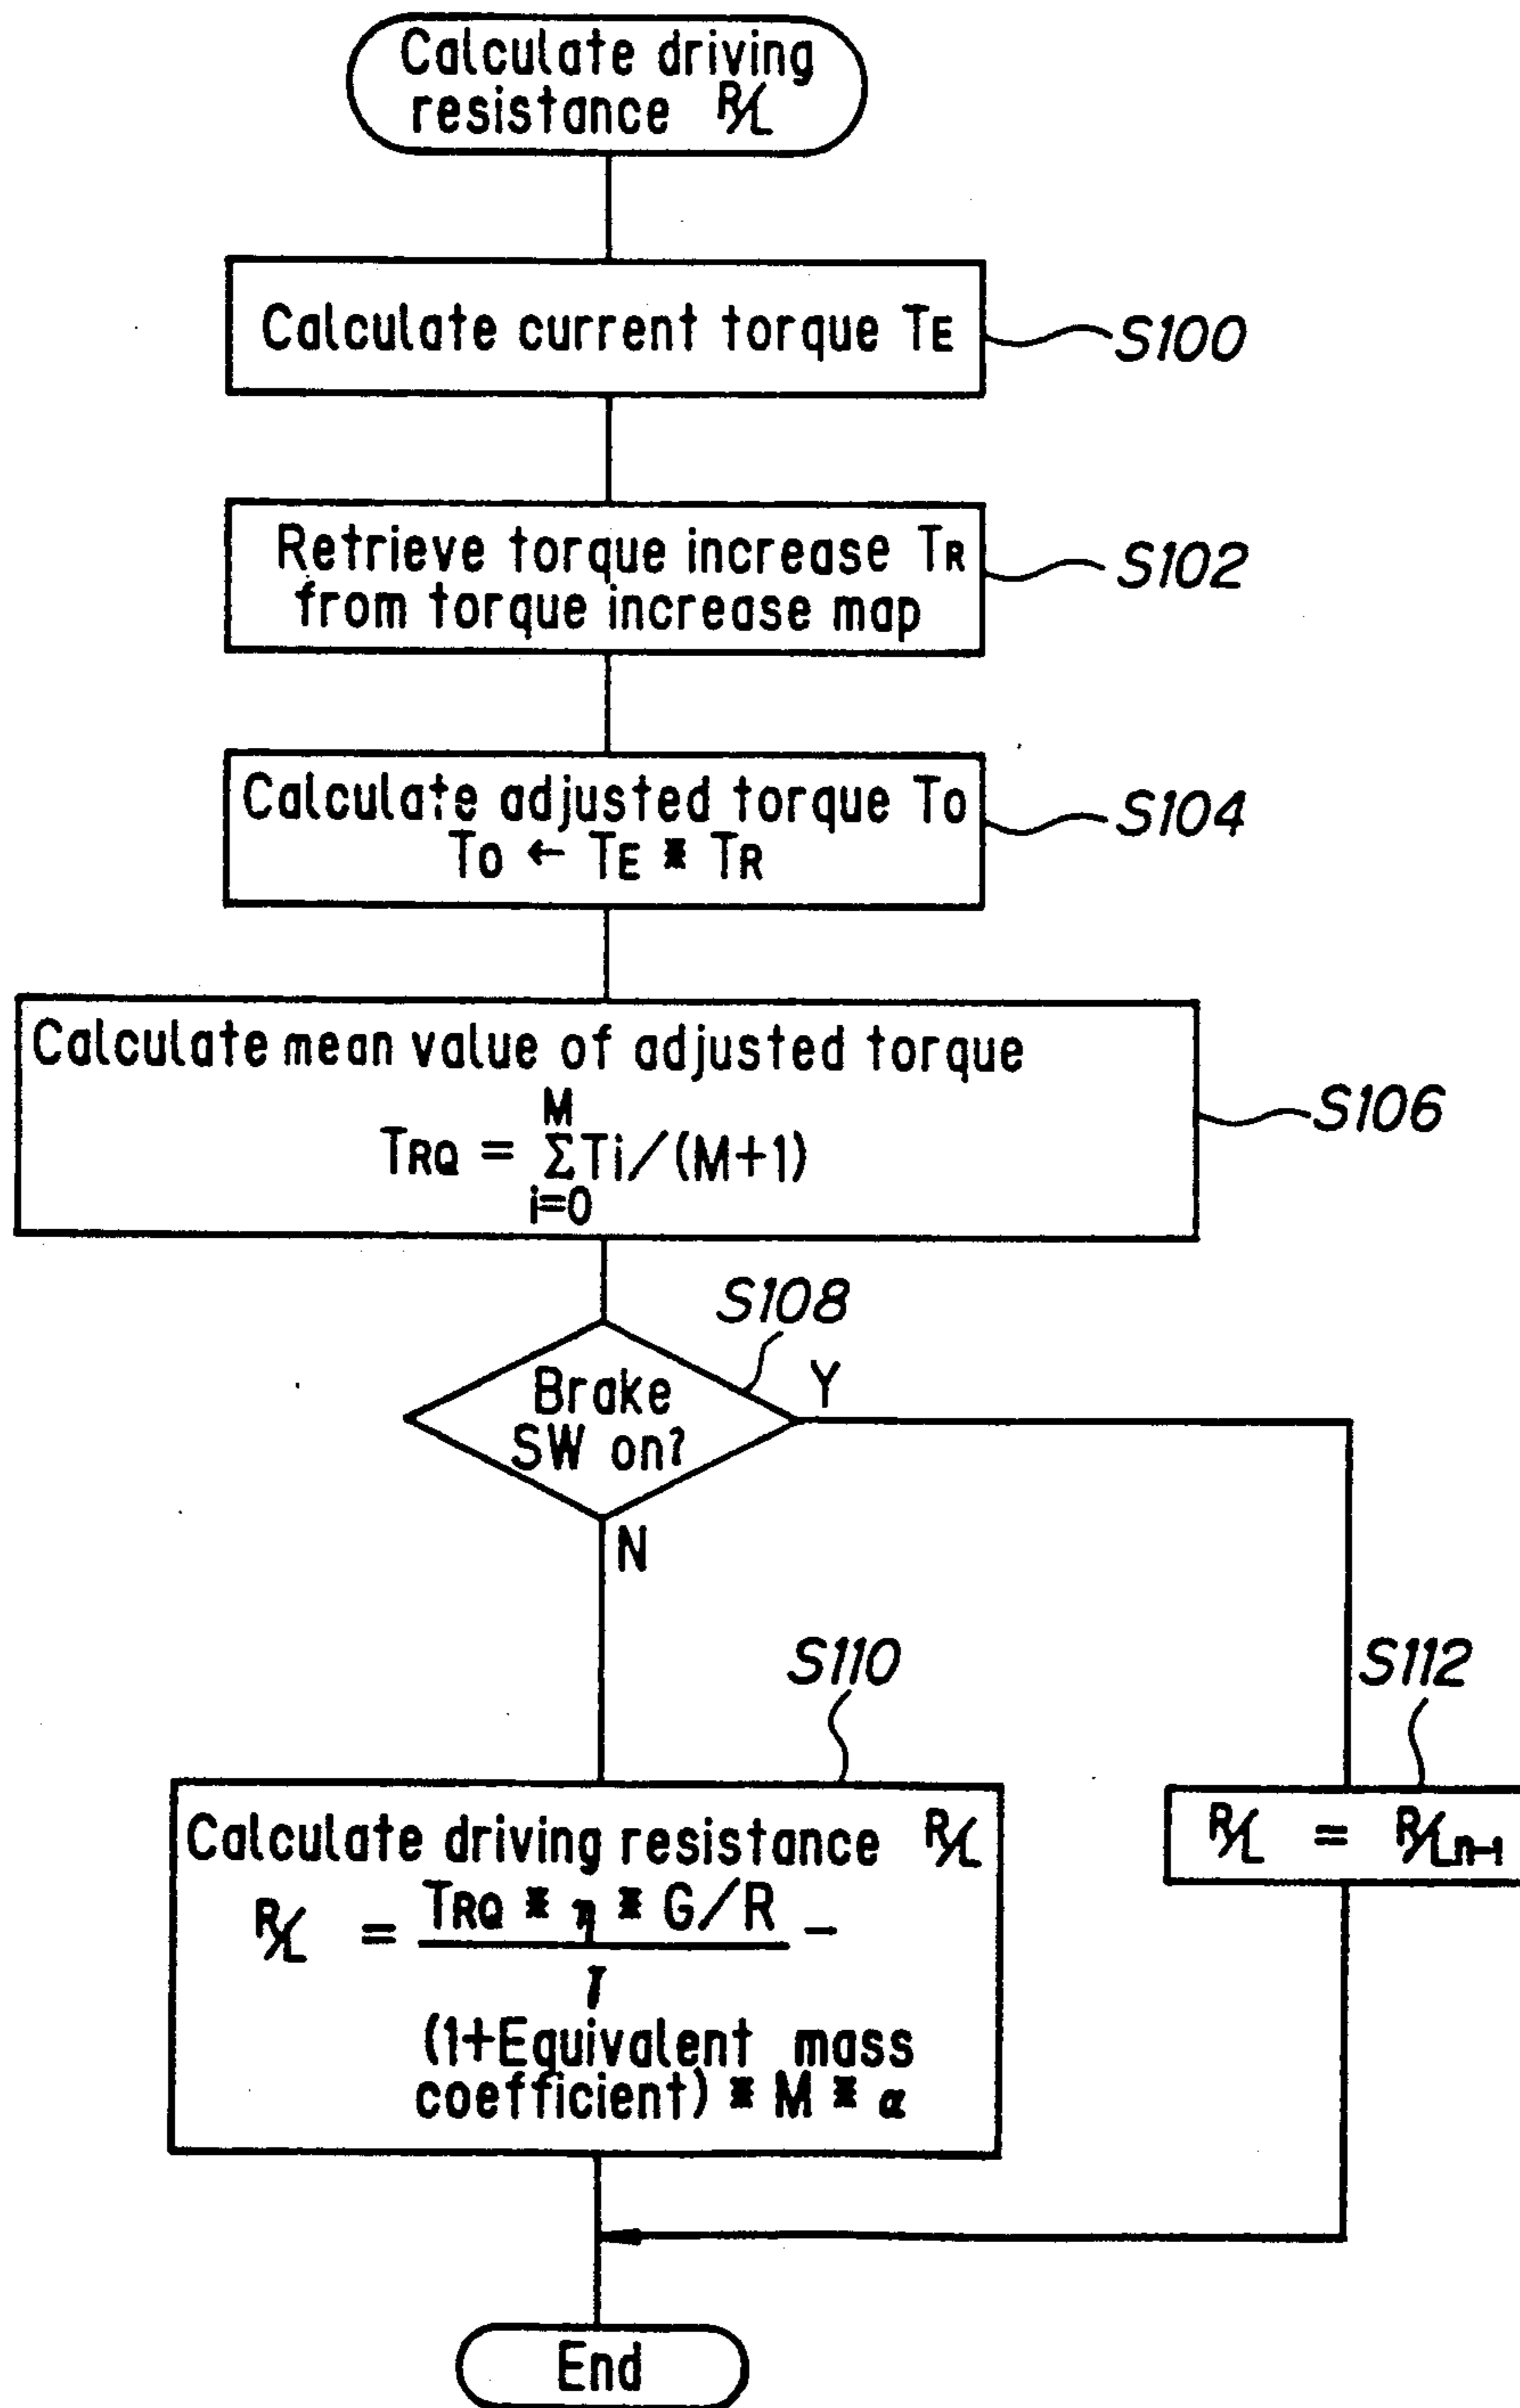 Calculate driving
resistance R/L
Calculate current torque TE
S100
Retrieve torque increase TR
from torque increase map
S102
Calculate adjusted torque TO
TO ← TE * TR
S104
Calculate mean value of adjusted torque
M
TRQ = ΣTi/(M+1)
i=0
S106
S108
Brake
SW on?
Y
N
S110
Calculate driving resistance R/L
R/L = TRQ * η * G/R −
γ
(1+Equivalent mass
coefficient) * M * α
S112
R/L = R/Ln-1
End